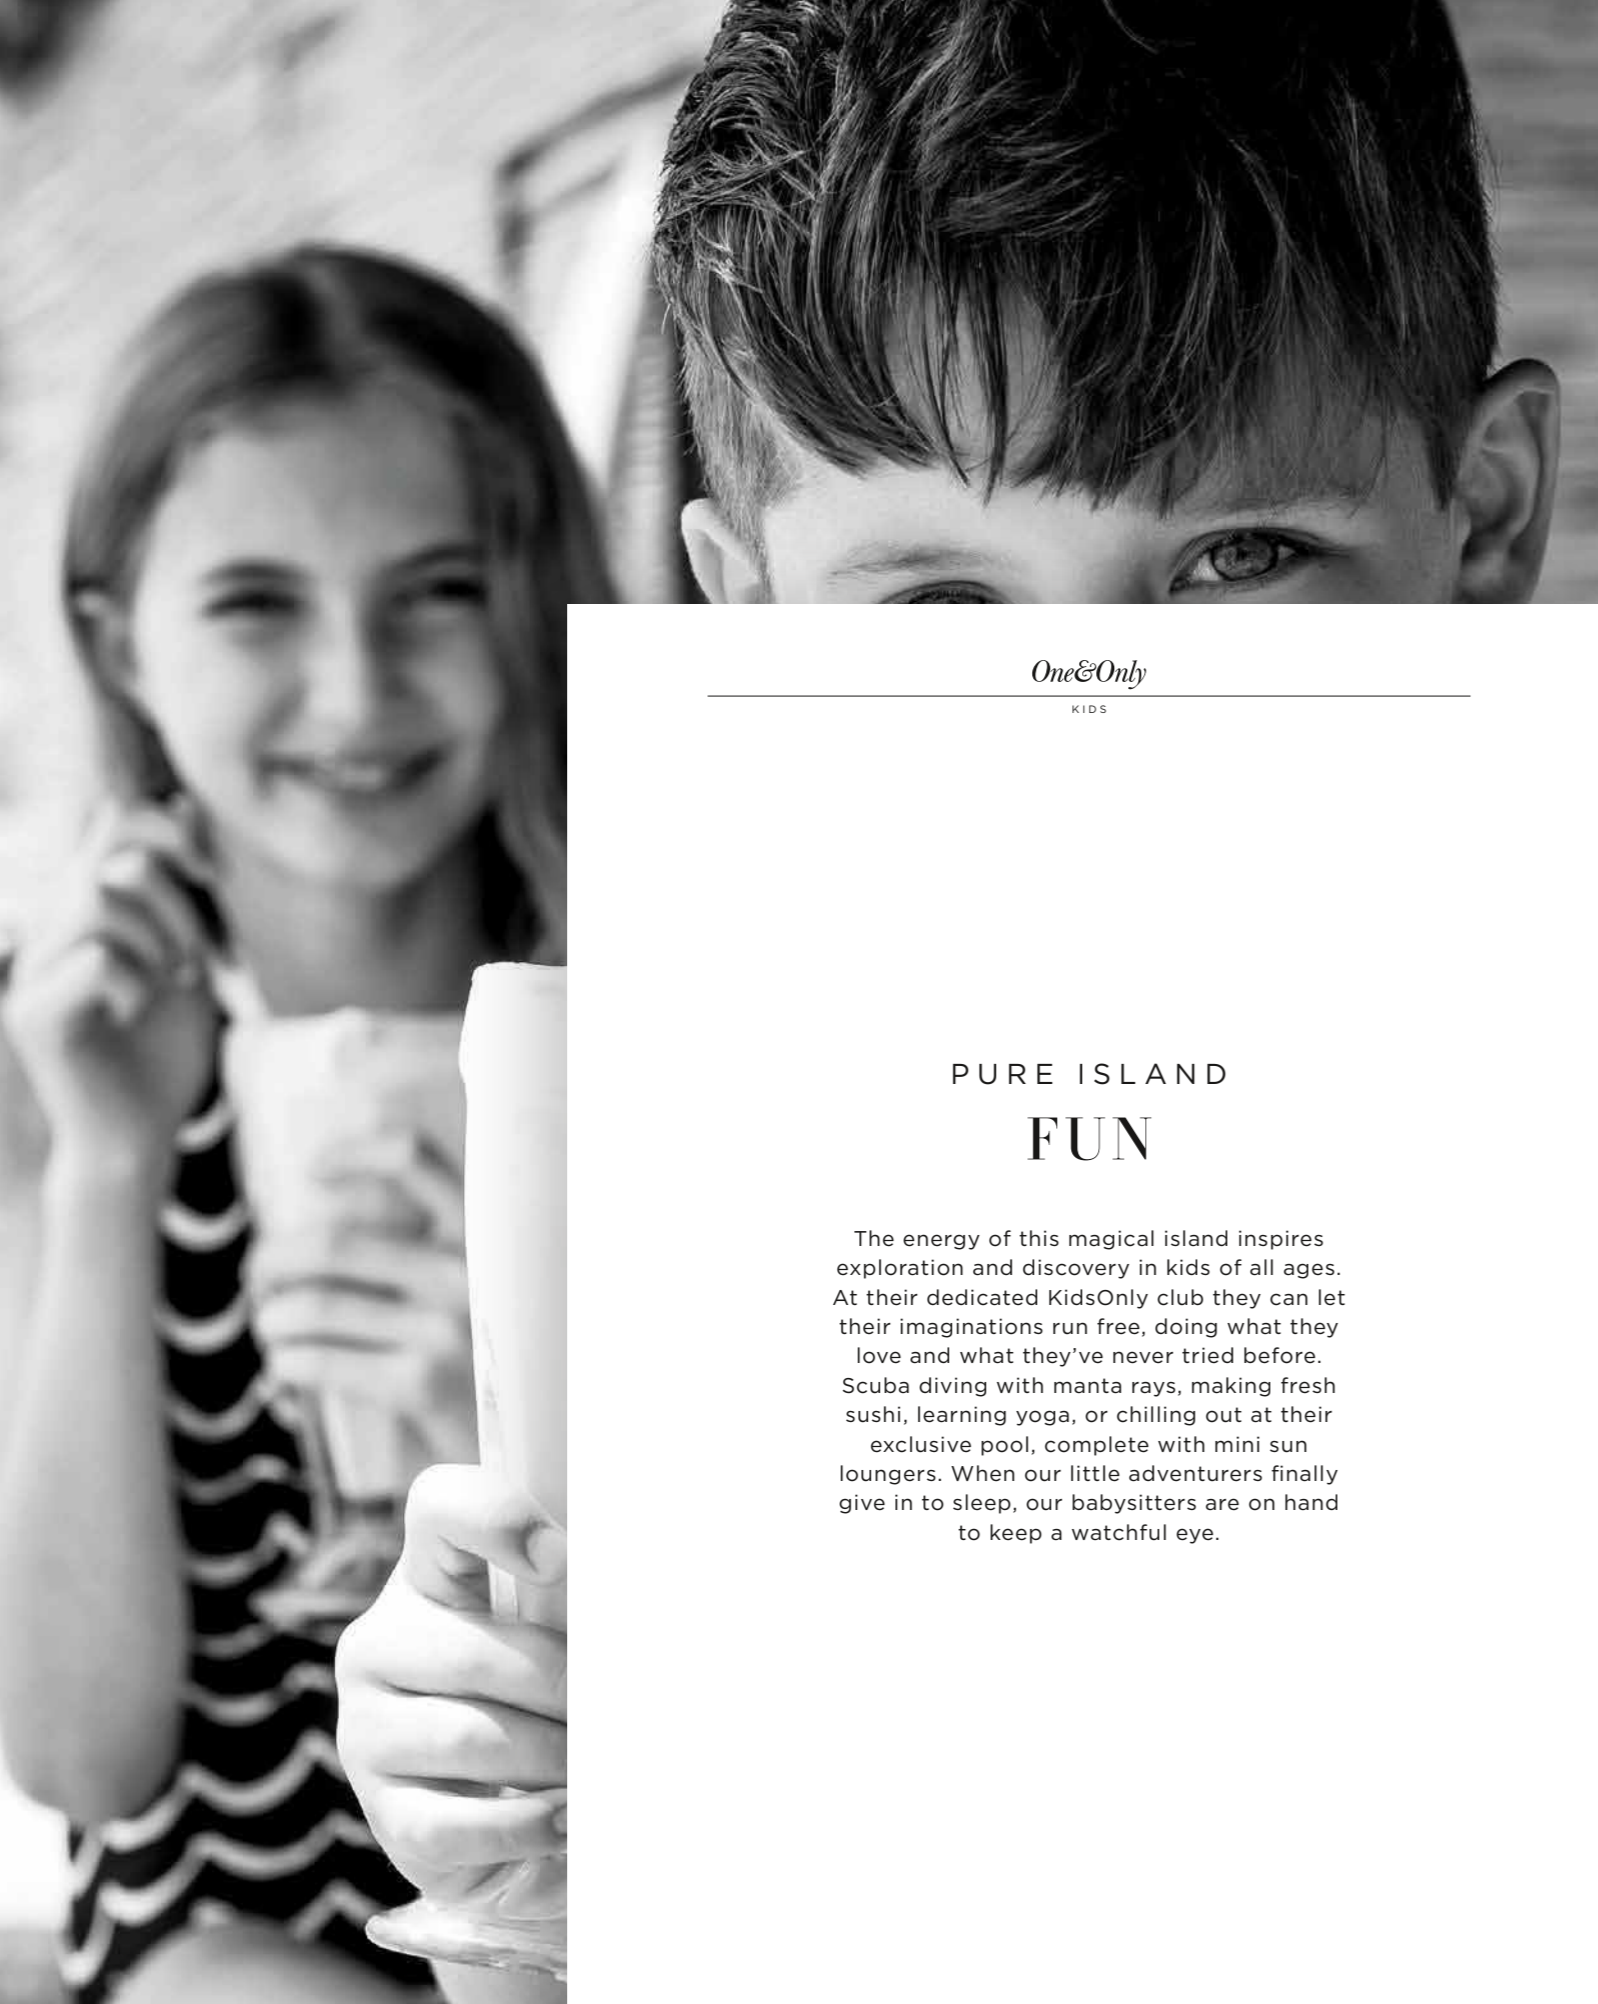 One&Only
KIDS
PURE ISLAND
FUN
The energy of this magical island inspires
exploration and discovery in kids of all ages.
At their dedicated KidsOnly club they can let
their imaginations run free, doing what they
love and what they’ve never tried before.
Scuba diving with manta rays, making fresh
sushi, learning yoga, or chilling out at their
exclusive pool, complete with mini sun
loungers. When our little adventurers finally
give in to sleep, our babysitters are on hand
to keep a watchful eye.